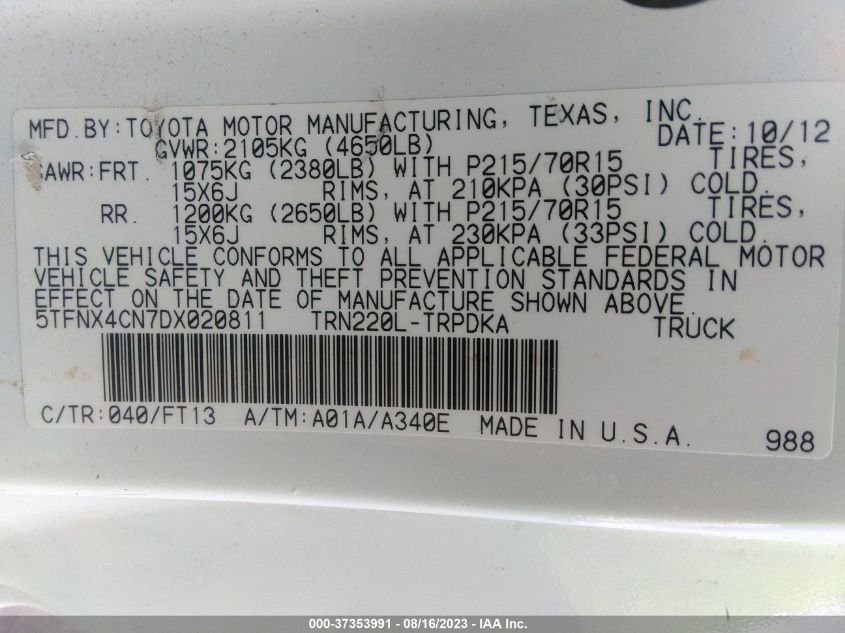 MFD.BY:TOYOTA MOTOR MANUFACTURING, TEXAS, INC.
GVWR:2105KG (4650LB) DATE:10/12
GAWR:FRT. 1075KG (2380LB) WITH P215/70R15 TIRES,
15X6J RIMS, AT 210KPA (30PSI) COLD.
RR. 1200KG (2650LB) WITH P215/70R15 TIRES,
15X6J RIMS, AT 230KPA (33PSI) COLD.
THIS VEHICLE CONFORMS TO ALL APPLICABLE FEDERAL MOTOR
VEHICLE SAFETY AND THEFT PREVENTION STANDARDS IN
EFFECT ON THE DATE OF MANUFACTURE SHOWN ABOVE.
5TFNX4CN7DX020811 TRN220L-TRPDKA TRUCK
C/TR:040/FT13 A/TM:A01A/A340E MADE IN U.S.A.
988
000-37353991 - 08/16/2023 - IAA Inc.